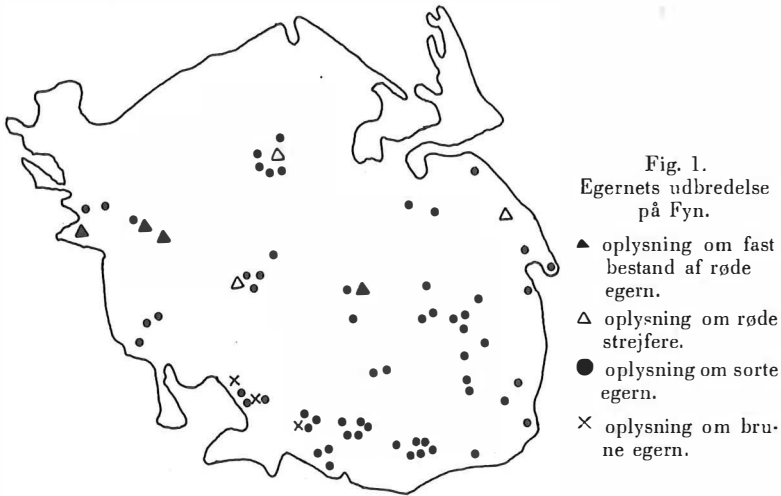 Fig. 1.
Egernets udbredelse
på Fyn.
oplysning om fast
bestand af røde
egern.
oplysning om røde
strejfere.
oplysning om sorte
egern.
oplysning om bru-
ne egern.